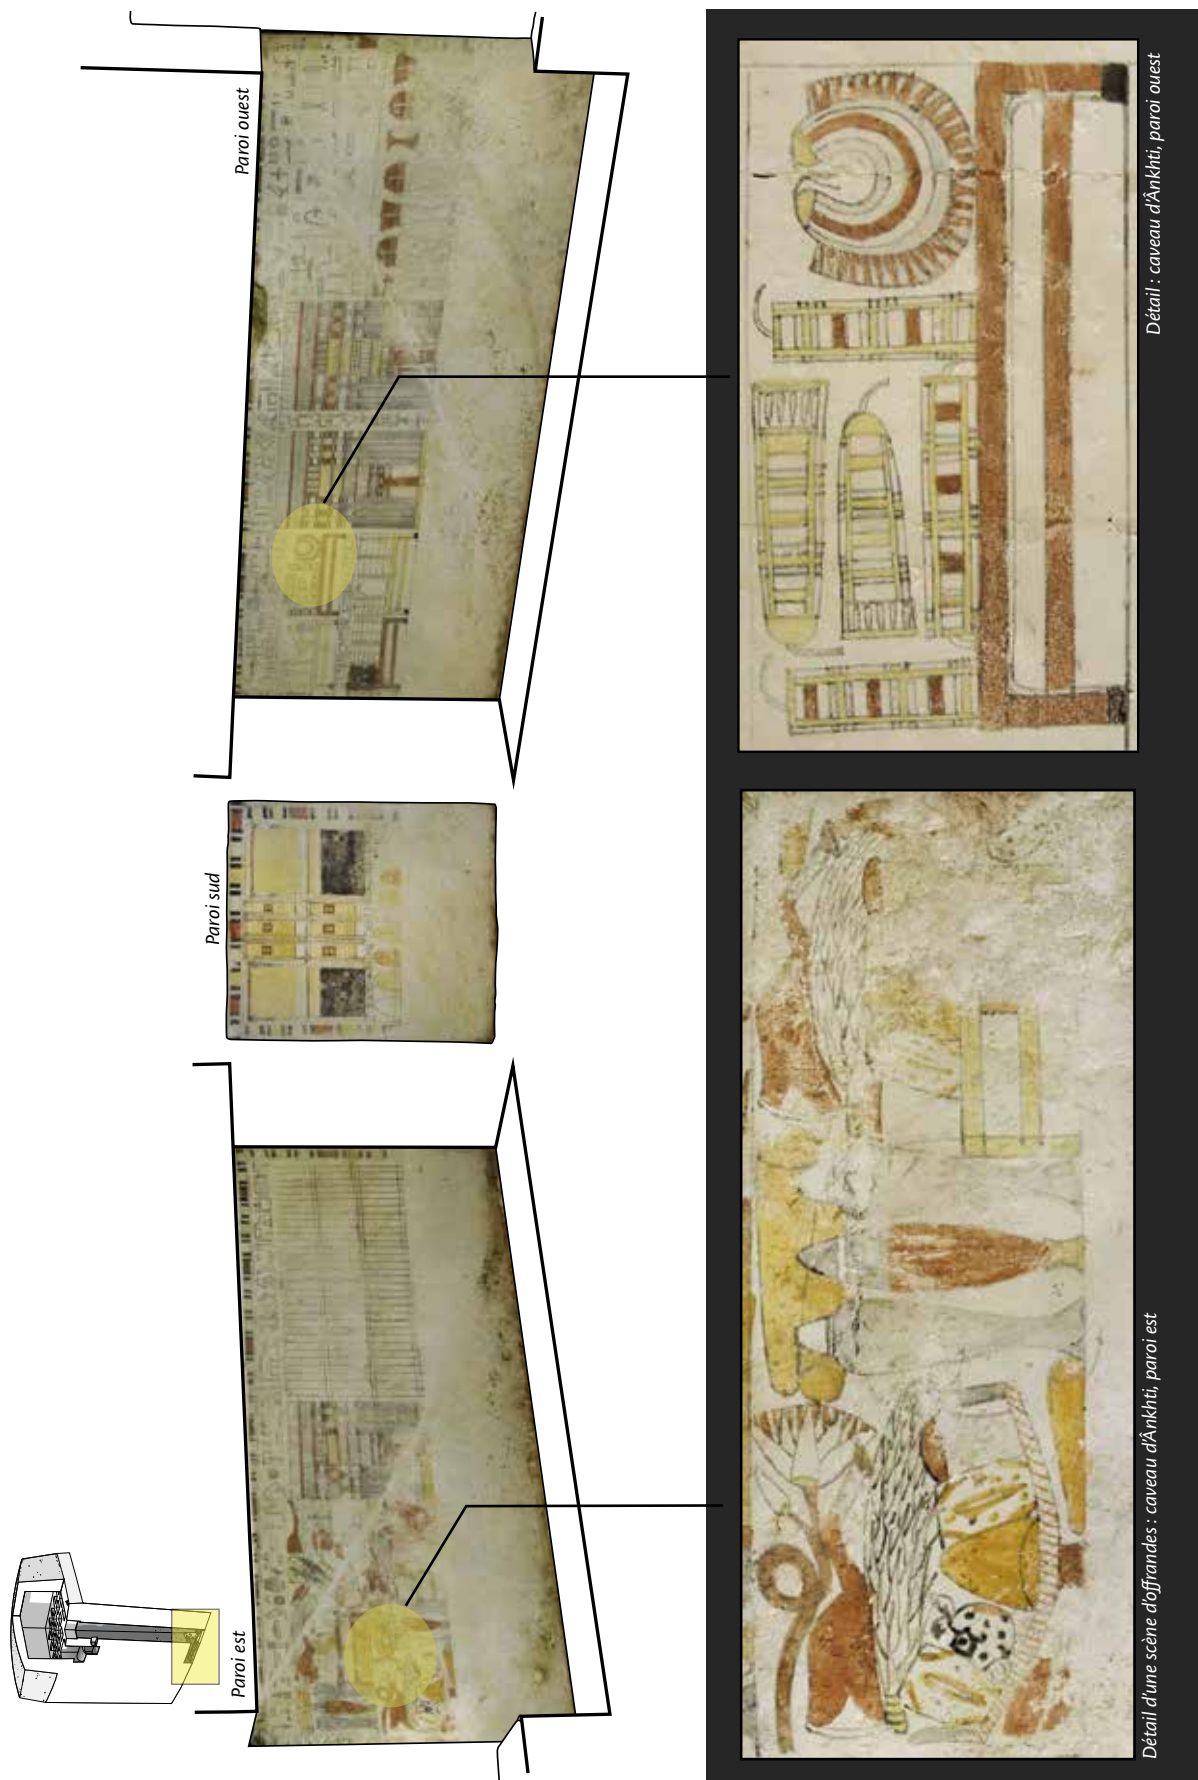 Paroi est
Paroi sud
Paroi ouest
Détail d'une scène d'offrandes : caveau d'Ânkhti, paroi est
Détail : caveau d'Ânkhti, paroi ouest